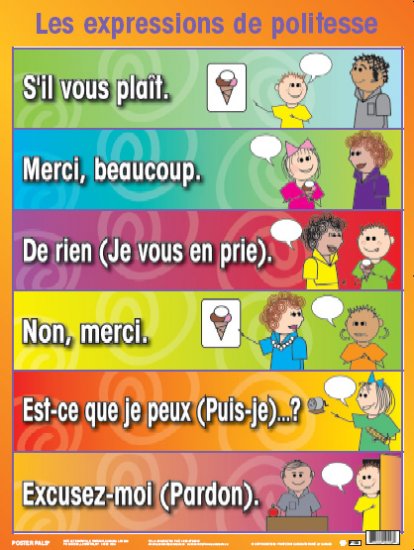 Les expressions de politesse
S'il vous plaît.
Merci, beaucoup.
De rien (Je vous en prie).
Non, merci.
Est-ce que je peux (Puis-je)...?
Excusez-moi (Pardon).
POSTER PALS